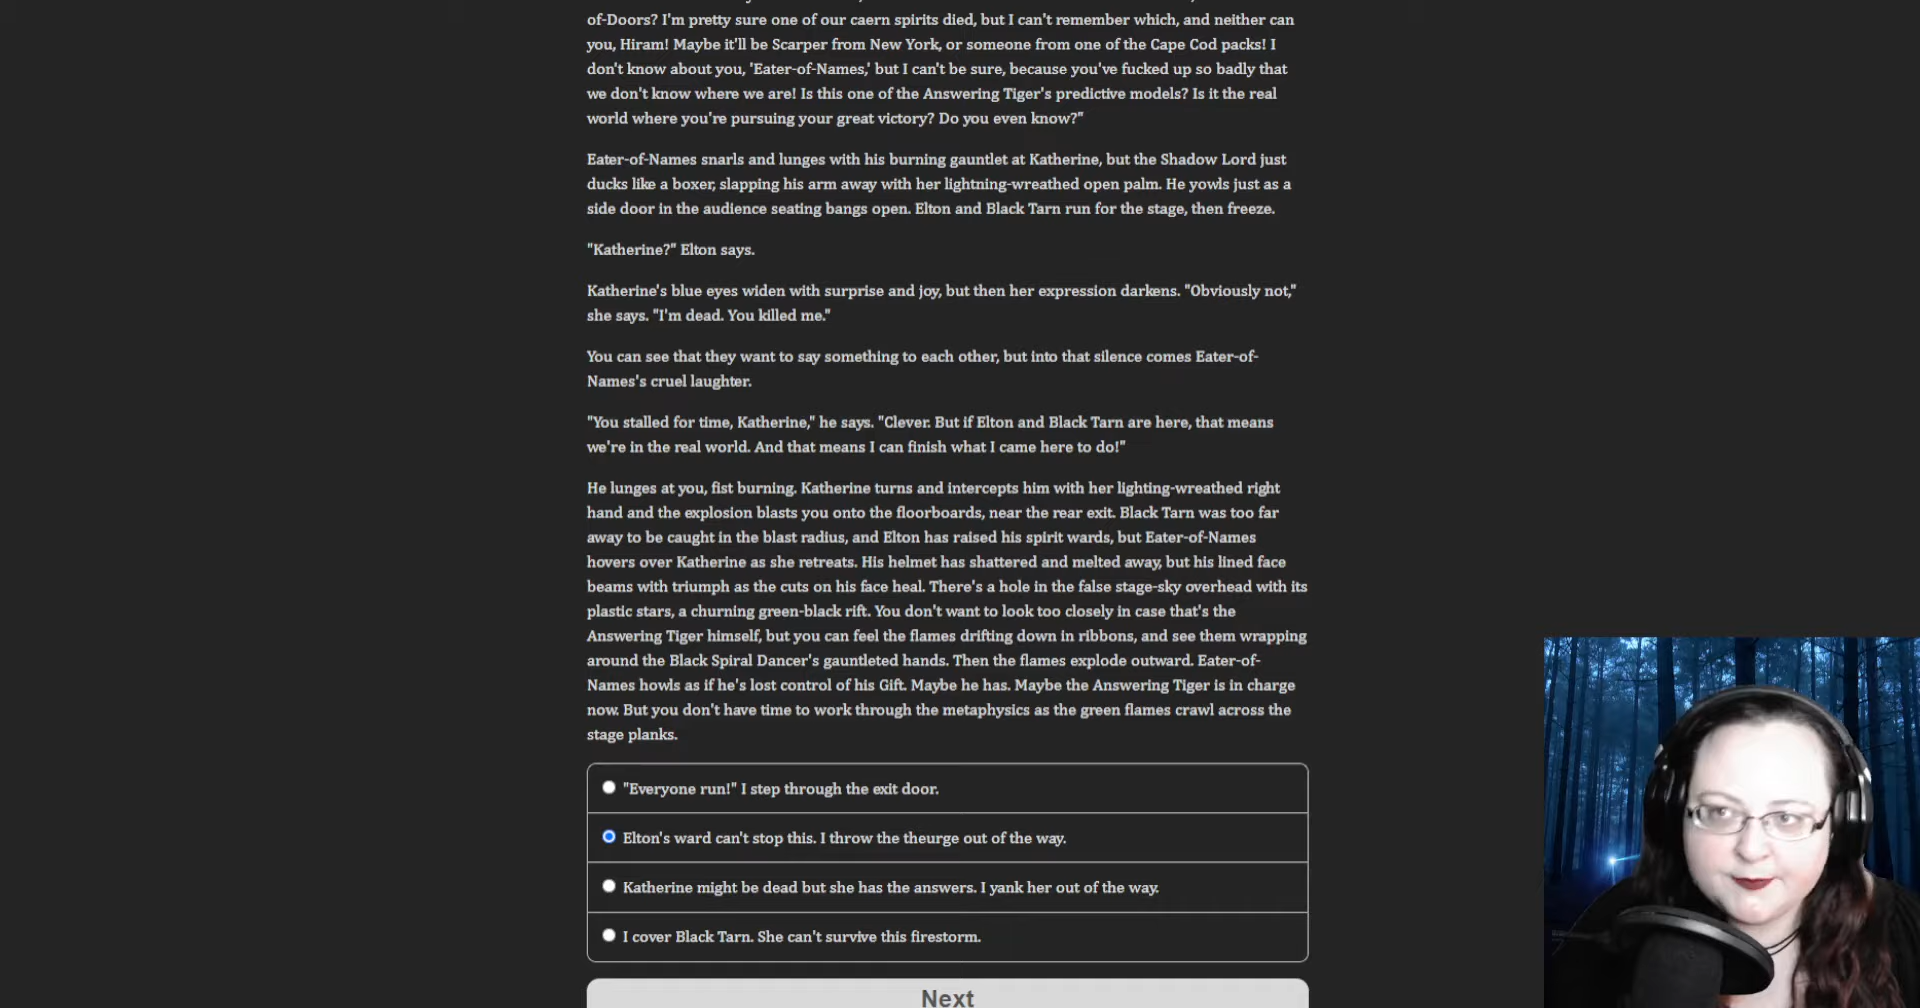 of-Doors? I'm pretty sure one of our caern spirits died, but I can't remember which, and neither can
you, Hiram! Maybe it'll be Scarper from New York, or someone from one of the Cape Cod packs! I
don't know about you, 'Eater-of-Names,' but I can't be sure, because you've fucked up so badly that
we don't know where we are! Is this one of the Answering Tiger's predictive models? Is it the real
world where you're pursuing your great victory? Do you even know?"
Eater-of-Names snarls and lunges with his burning gauntlet at Katherine, but the Shadow Lord just
ducks like a boxer, slapping his arm away with her lightning-wreathed open palm. He yowls just as a
side door in the audience seating bangs open. Elton and Black Tarn run for the stage, then freeze.
"Katherine?" Elton says.
Katherine's blue eyes widen with surprise and joy, but then her expression darkens. "Obviously not,"
she says. "I'm dead. You killed me."
You can see that they want to say something to each other, but into that silence comes Eater-of-
Names's cruel laughter.
"You stalled for time, Katherine," he says. "Clever. But if Elton and Black Tarn are here, that means
we're in the real world. And that means I can finish what I came here to do!"
He lunges at you, fist burning. Katherine turns and intercepts him with her lighting-wreathed right
hand and the explosion blasts you onto the floorboards, near the rear exit. Black Tarn was too far
away to be caught in the blast radius, and Elton has raised his spirit wards, but Eater-of-Names
hovers over Katherine as she retreats. His helmet has shattered and melted away, but his lined face
beams with triumph as the cuts on his face heal. There's a hole in the false stage-sky overhead with its
plastic stars, a churning green-black rift. You don't want to look too closely in case that's the
Answering Tiger himself, but you can feel the flames drifting down in ribbons, and see them wrapping
around the Black Spiral Dancer's gauntleted hands. Then the flames explode outward. Eater-of-
Names howls as if he's lost control of his Gift. Maybe he has. Maybe the Answering Tiger is in charge
now. But you don't have time to work through the metaphysics as the green flames crawl across the
stage planks.
"Everyone run!" I step through the exit door.
Elton's ward can't stop this. I throw the theurge out of the way.
Katherine might be dead but she has the answers. I yank her out of the way.
I cover Black Tarn. She can't survive this firestorm.
Next